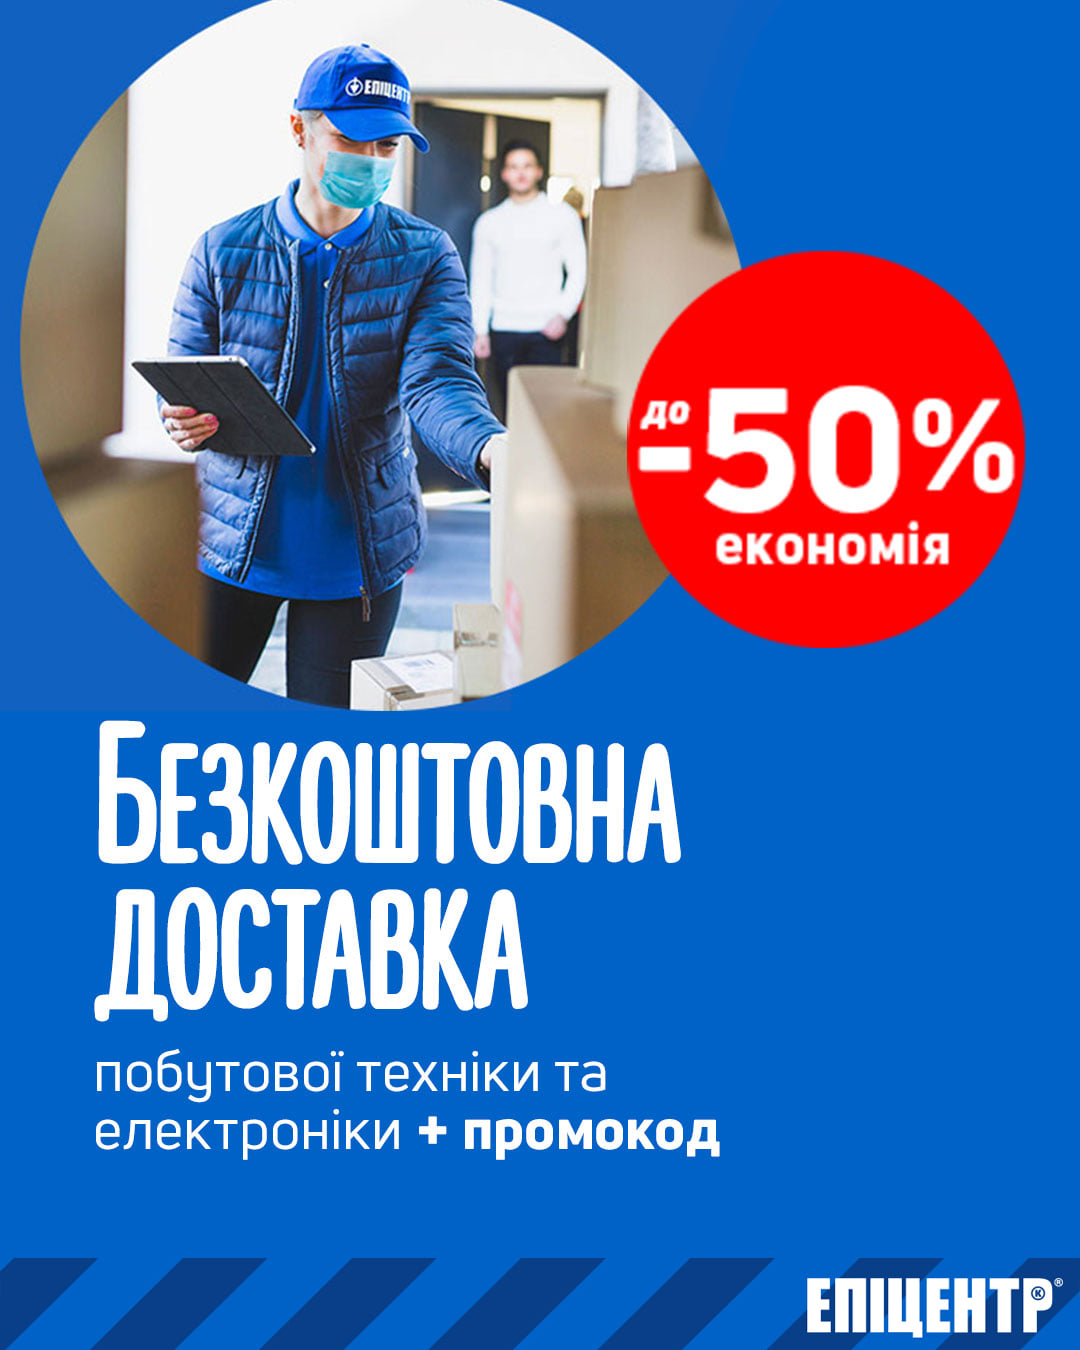 ЕПІЦЕНТР
до
-50%
економія
БЕЗКОШТОВНА
ДОСТАВКА
побутової техніки та
електроніки + промокод
ЕПІЦЕНТР®
К